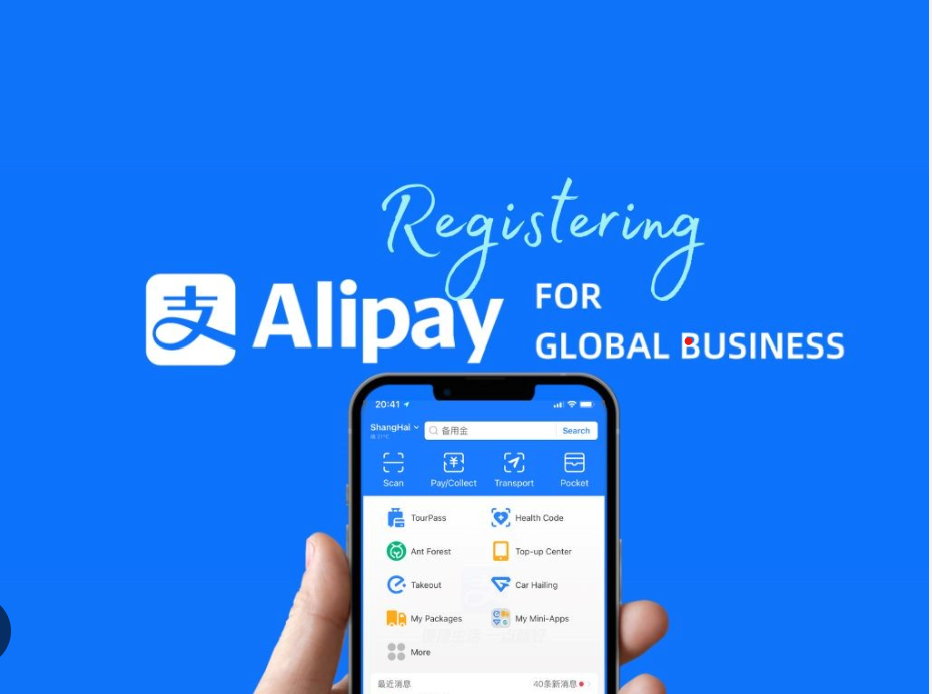 Registering
支 Alipay
FOR
GLOBAL BUSINESS
20:41
ShangHai
备用金
Search
Scan
Pay/Collect
Transport
Pocket
TourPass
Health Code
Ant Forest
Top-up Center
Takeout
Car Hailing
My Packages
My Mini-Apps
More
最近消息
40条新消息